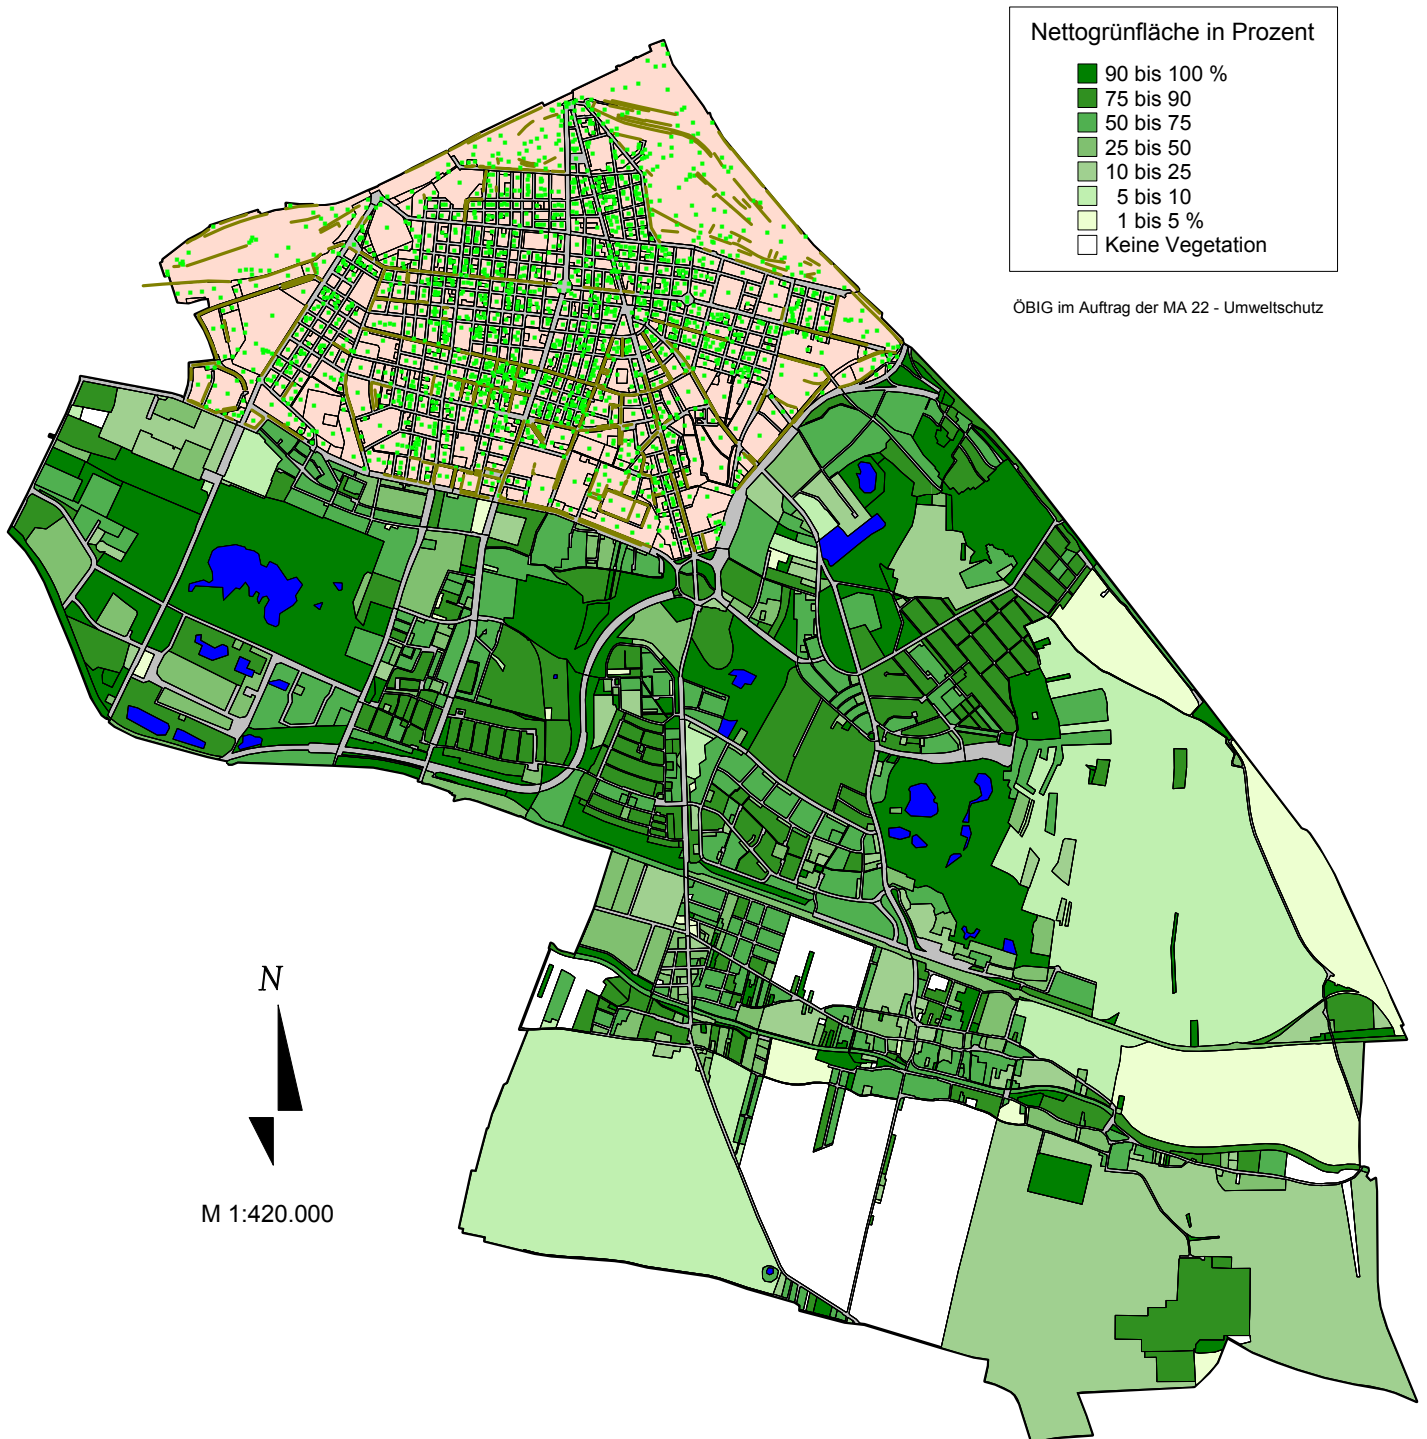 Nettogrünfläche in Prozent
90 bis 100 %
75 bis 90
50 bis 75
25 bis 50
10 bis 25
5 bis 10
1 bis 5 %
Keine Vegetation
ÖBIG im Auftrag der MA 22 - Umweltschutz
N
M 1:420.000